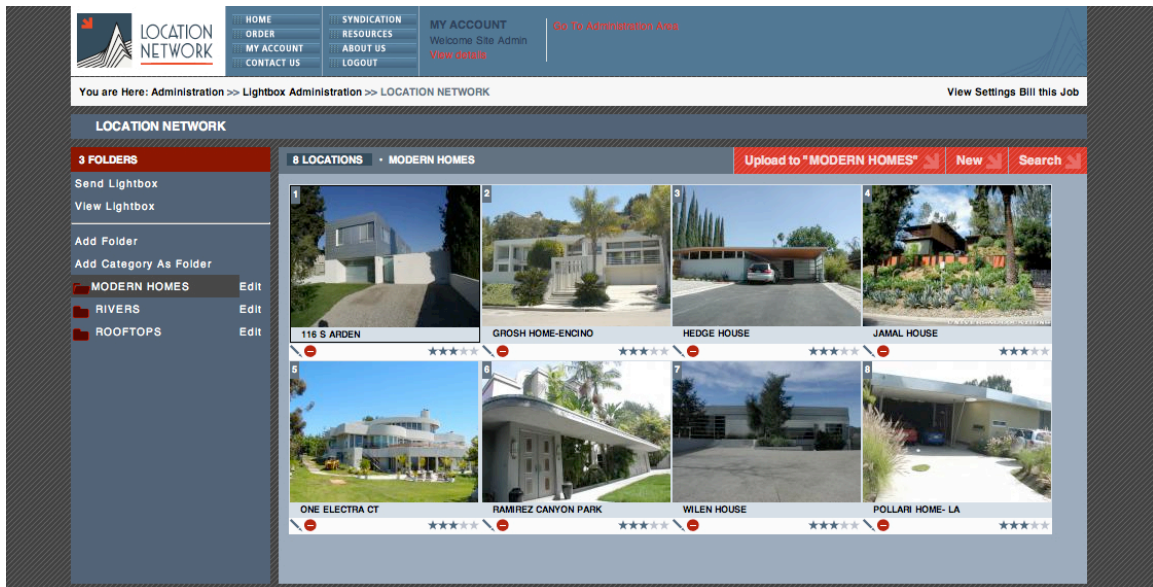 LOCATION
NETWORK
HOME
ORDER
MY ACCOUNT
CONTACT US
SYNDICATION
RESOURCES
ABOUT US
LOGOUT
MY ACCOUNT
Welcome Site Admin
View details
Go To Administration Area
You are Here: Administration >> Lightbox Administration >> LOCATION NETWORK
View Settings Bill this Job
LOCATION NETWORK
3 FOLDERS
Send Lightbox
View Lightbox
Add Folder
Add Category As Folder
MODERN HOMES Edit
RIVERS Edit
ROOFTOPS Edit
8 LOCATIONS • MODERN HOMES
Upload to "MODERN HOMES"
New
Search
1 2 3 4
116 S ARDEN
GROSH HOME-ENCINO
HEDGE HOUSE
JAMAL HOUSE
5 6 7 8
ONE ELECTRA CT
RAMIREZ CANYON PARK
WILEN HOUSE
POLLARI HOME- LA